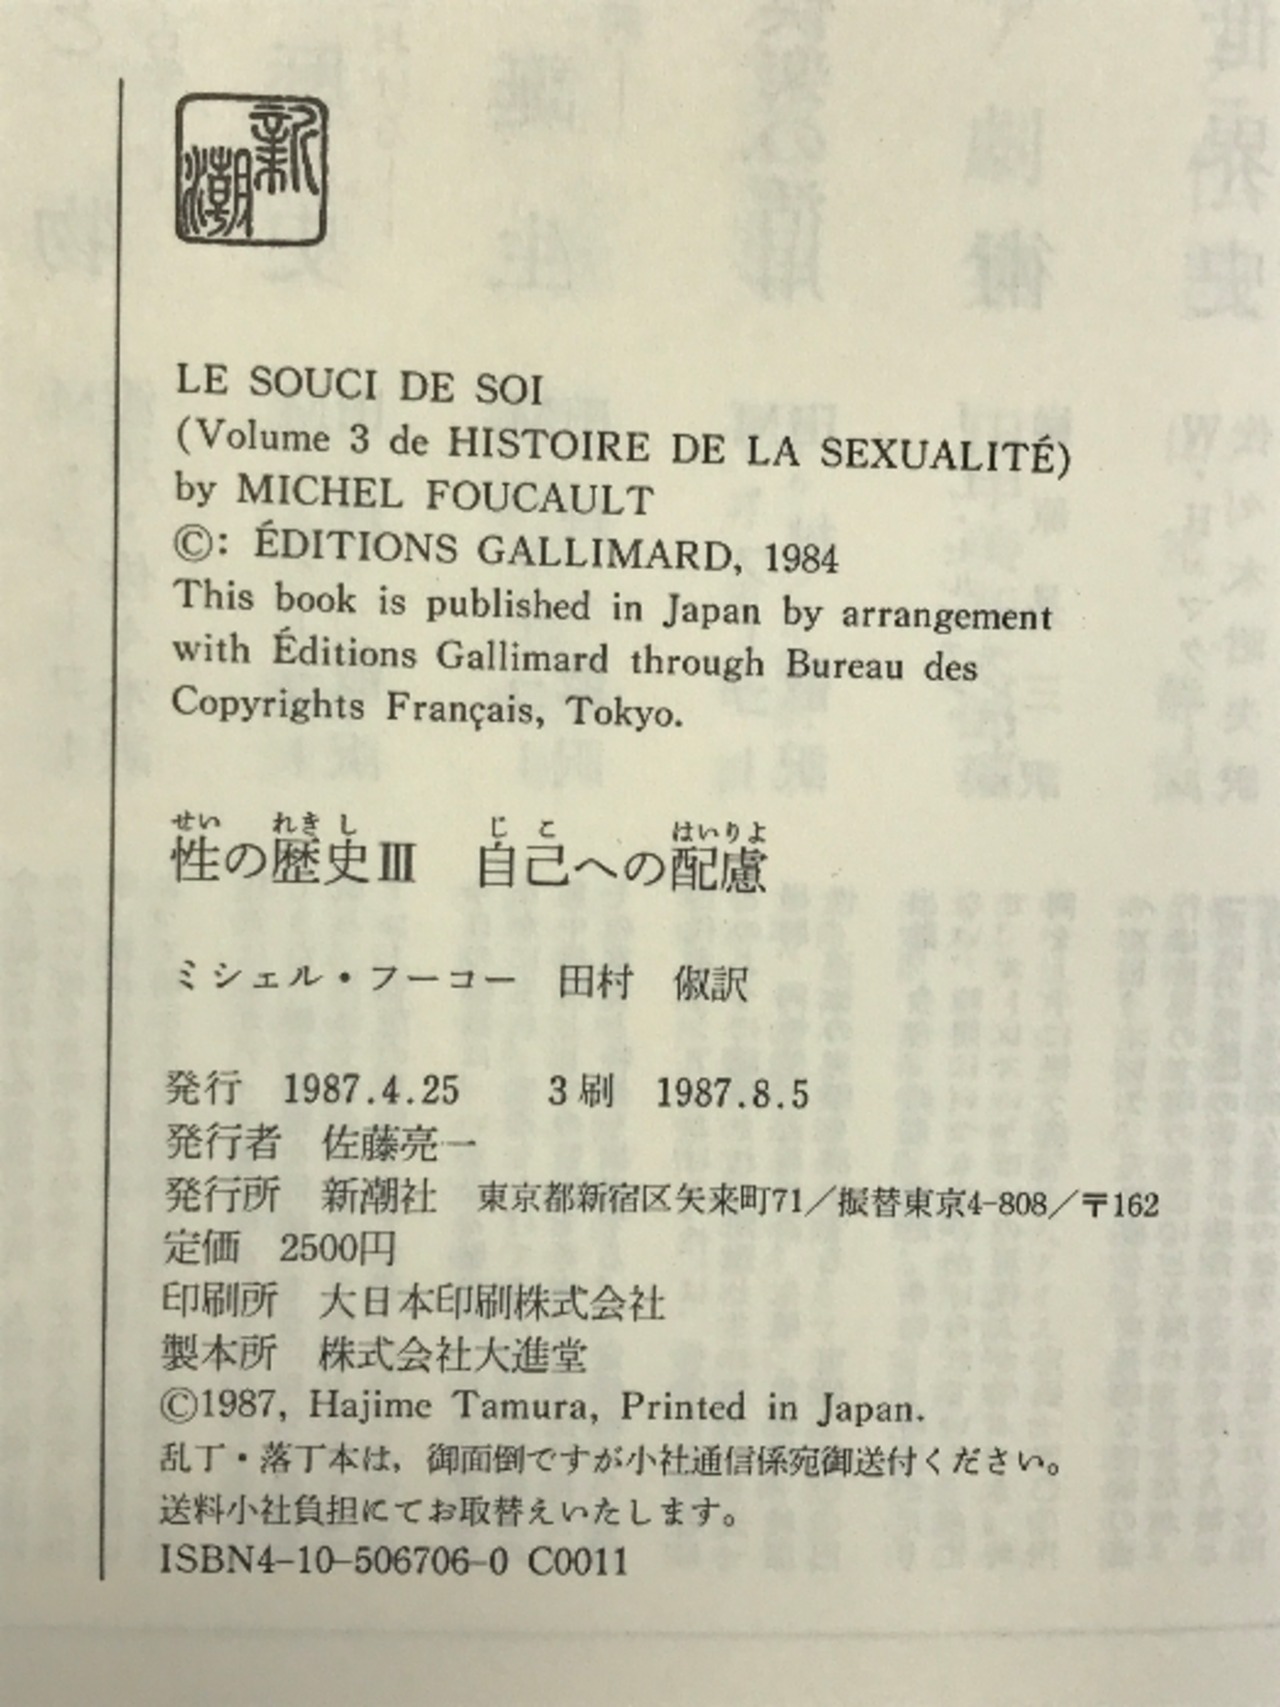 新潮
LE SOUCI DE SOI
(Volume 3 de HISTOIRE DE LA SEXUALITÉ)
by MICHEL FOUCAULT
©: ÉDITIONS GALLIMARD, 1984
This book is published in Japan by arrangement
with Éditions Gallimard through Bureau des
Copyrights Français, Tokyo.
せい れきし じこ はいりよ
性の歴史Ⅲ 自己への配慮
ミシェル・フーコー 田村 俶訳
発行 1987.4.25 3刷 1987.8.5
発行者 佐藤亮一
発行所 新潮社 東京都新宿区矢来町71／振替東京4-808／〒162
定価 2500円
印刷所 大日本印刷株式会社
製本所 株式会社大進堂
©1987, Hajime Tamura, Printed in Japan.
乱丁・落丁本は，御面倒ですが小社通信係宛御送付ください。
送料小社負担にてお取替えいたします。
ISBN4-10-506706-0 C0011